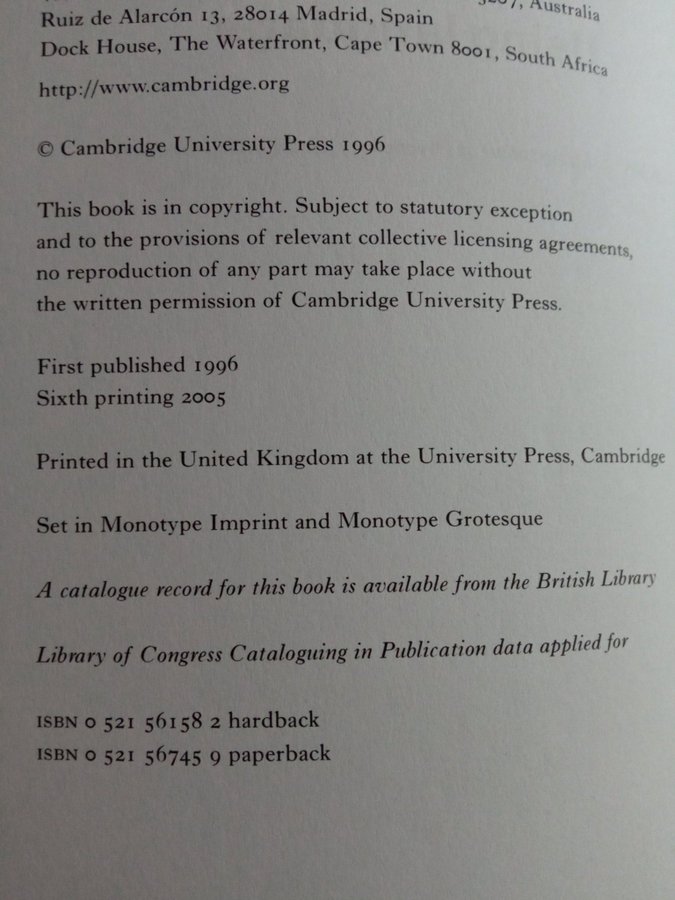 Australia
Ruiz de Alarcón 13, 28014 Madrid, Spain
Dock House, The Waterfront, Cape Town 8001, South Africa
http://www.cambridge.org
© Cambridge University Press 1996
This book is in copyright. Subject to statutory exception
and to the provisions of relevant collective licensing agreements,
no reproduction of any part may take place without
the written permission of Cambridge University Press.
First published 1996
Sixth printing 2005
Printed in the United Kingdom at the University Press, Cambridge
Set in Monotype Imprint and Monotype Grotesque
A catalogue record for this book is available from the British Library
Library of Congress Cataloguing in Publication data applied for
ISBN 0 521 56158 2 hardback
ISBN 0 521 56745 9 paperback